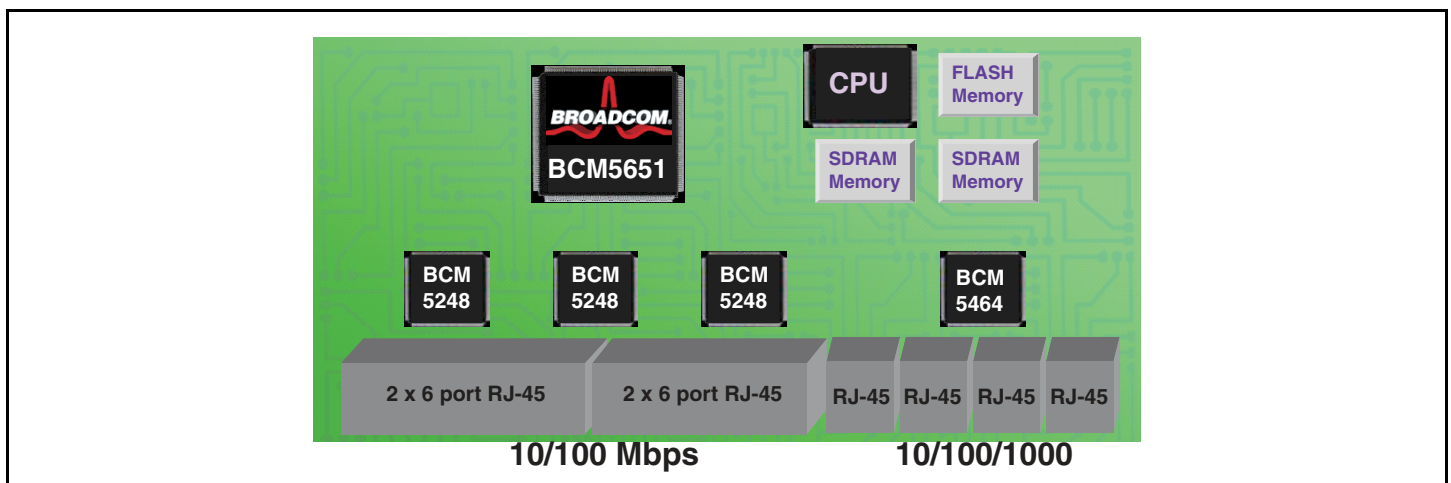 BROADCOM®
BCM5651
CPU
FLASH
Memory
SDRAM
Memory
SDRAM
Memory
BCM
5248
BCM
5248
BCM
5248
BCM
5464
2 x 6 port RJ-45
2 x 6 port RJ-45
RJ-45
RJ-45
RJ-45
RJ-45
10/100 Mbps
10/100/1000